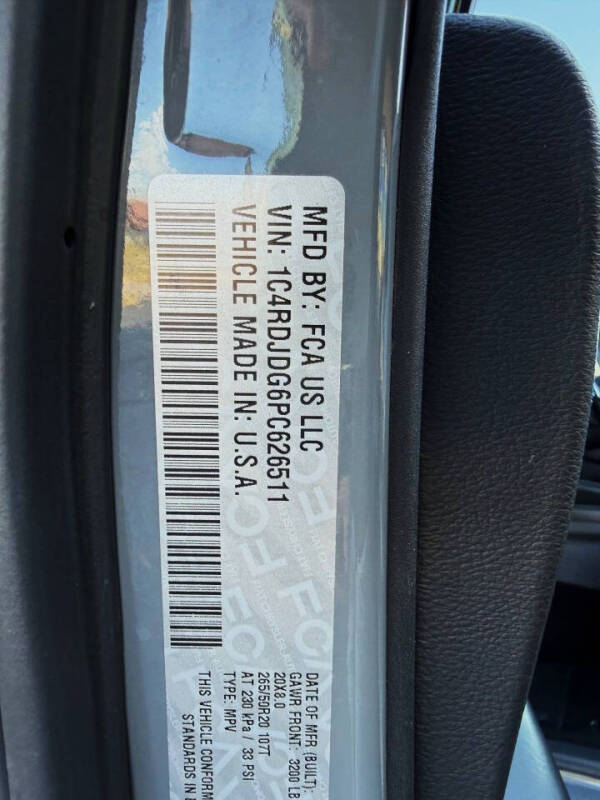 MFD BY: FCA US LLC
VIN: 1C4RDJDG6PC626511
VEHICLE MADE IN: U.S.A.
DATE OF MFR (BUILT):
GAWR FRONT: 3200 LB
20X8.0
265/50R20 107T
AT 230 kPa / 33 PSI
TYPE: MPV
THIS VEHICLE CONFORM
STANDARDS IN